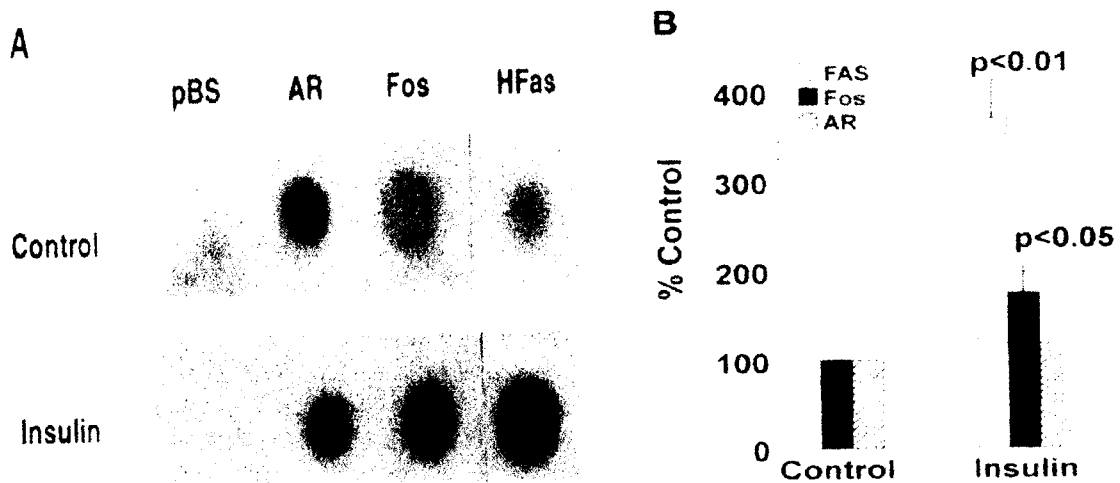 A
pBS AR Fos HFas
Control
Insulin
B
FAS
Fos
AR
p<0.01
p<0.05
% Control
400
300
200
100
0
Control Insulin